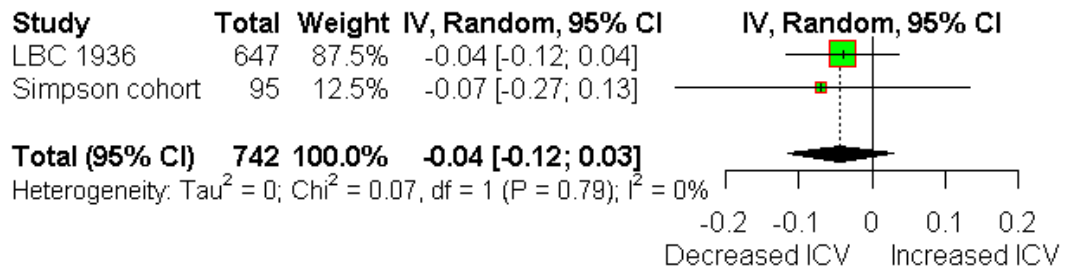 Study Total Weight IV, Random, 95% CI IV, Random, 95% CI
LBC 1936 647 87.5% -0.04 [-0.12; 0.04]
Simpson cohort 95 12.5% -0.07 [-0.27; 0.13]
Total (95% CI) 742 100.0% -0.04 [-0.12; 0.03]
Heterogeneity: Tau² = 0; Chi² = 0.07, df = 1 (P = 0.79); I² = 0%
-0.2 -0.1 0 0.1 0.2
Decreased ICV Increased ICV